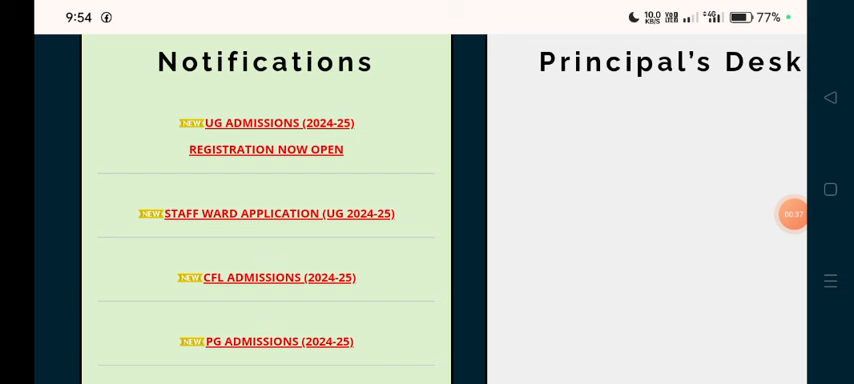 9:54 10.0 KB/S 4G 77%
Notifications
Principal's Desk
NEW UG ADMISSIONS (2024-25)
REGISTRATION NOW OPEN
NEW STAFF WARD APPLICATION (UG 2024-25)
00:37
NEW CFL ADMISSIONS (2024-25)
NEW PG ADMISSIONS (2024-25)